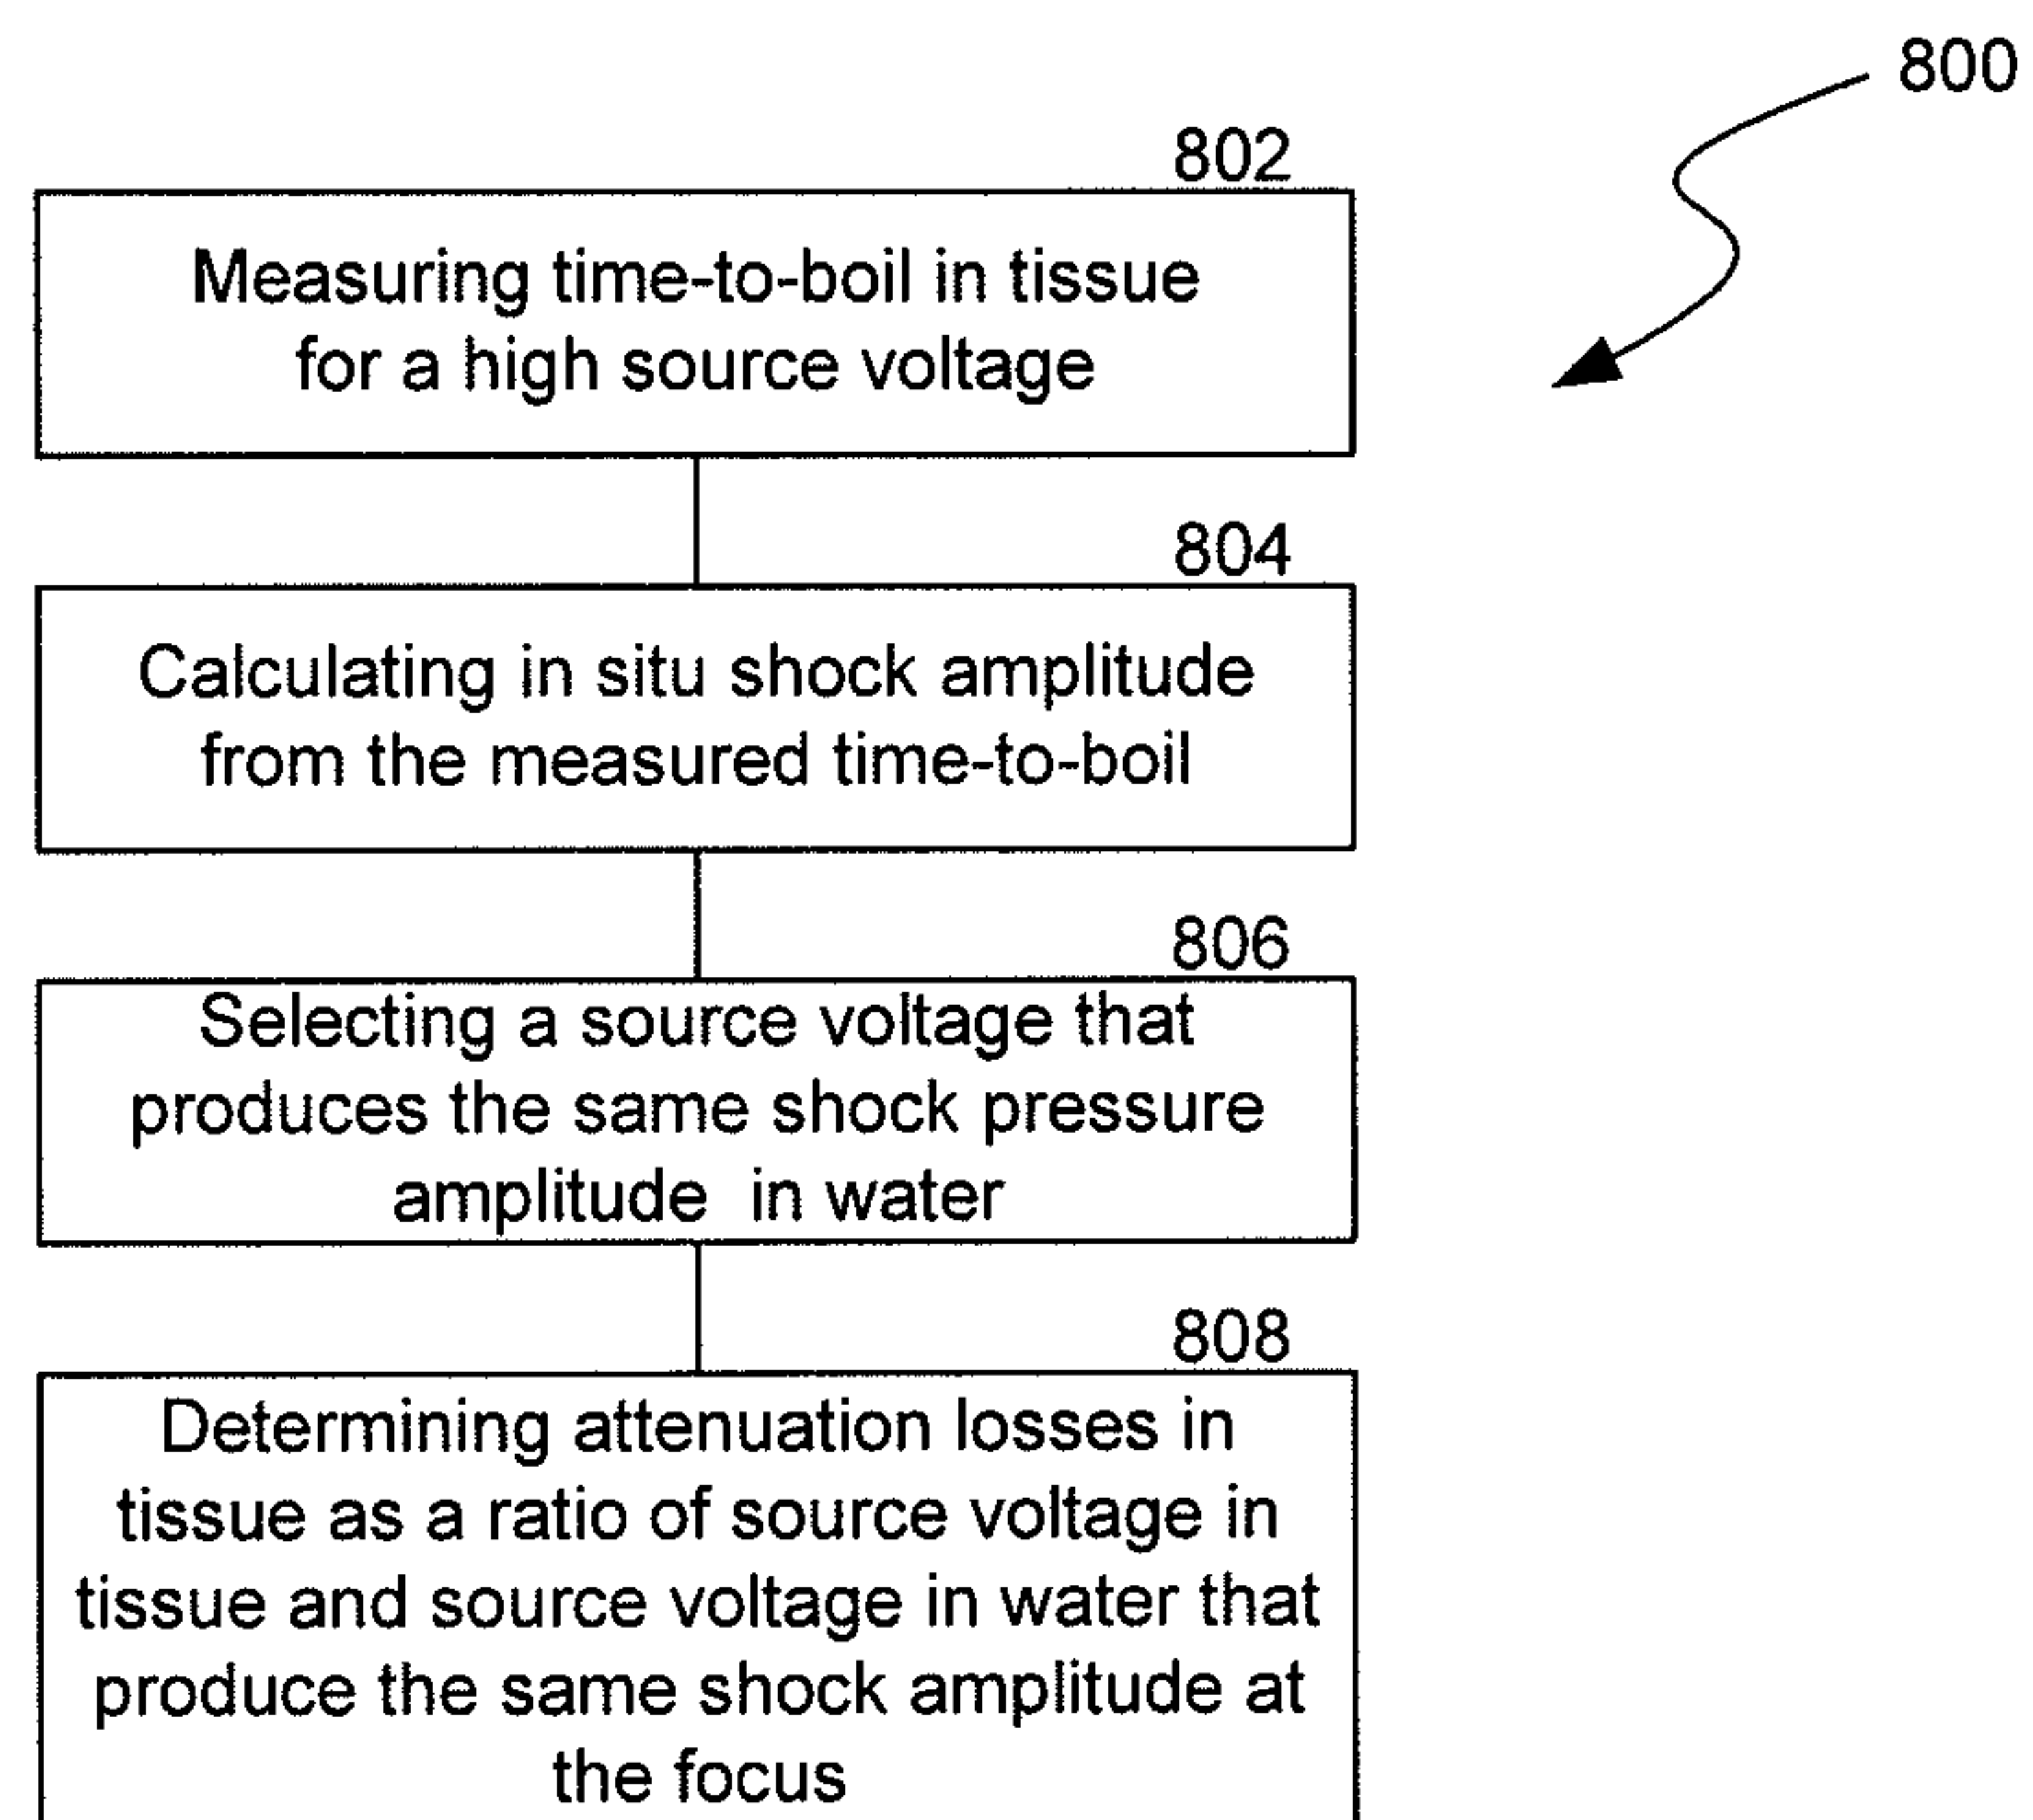 800
802
Measuring time-to-boil in tissue
for a high source voltage
804
Calculating in situ shock amplitude
from the measured time-to-boil
806
Selecting a source voltage that
produces the same shock pressure
amplitude in water
808
Determining attenuation losses in
tissue as a ratio of source voltage in
tissue and source voltage in water that
produce the same shock amplitude at
the focus